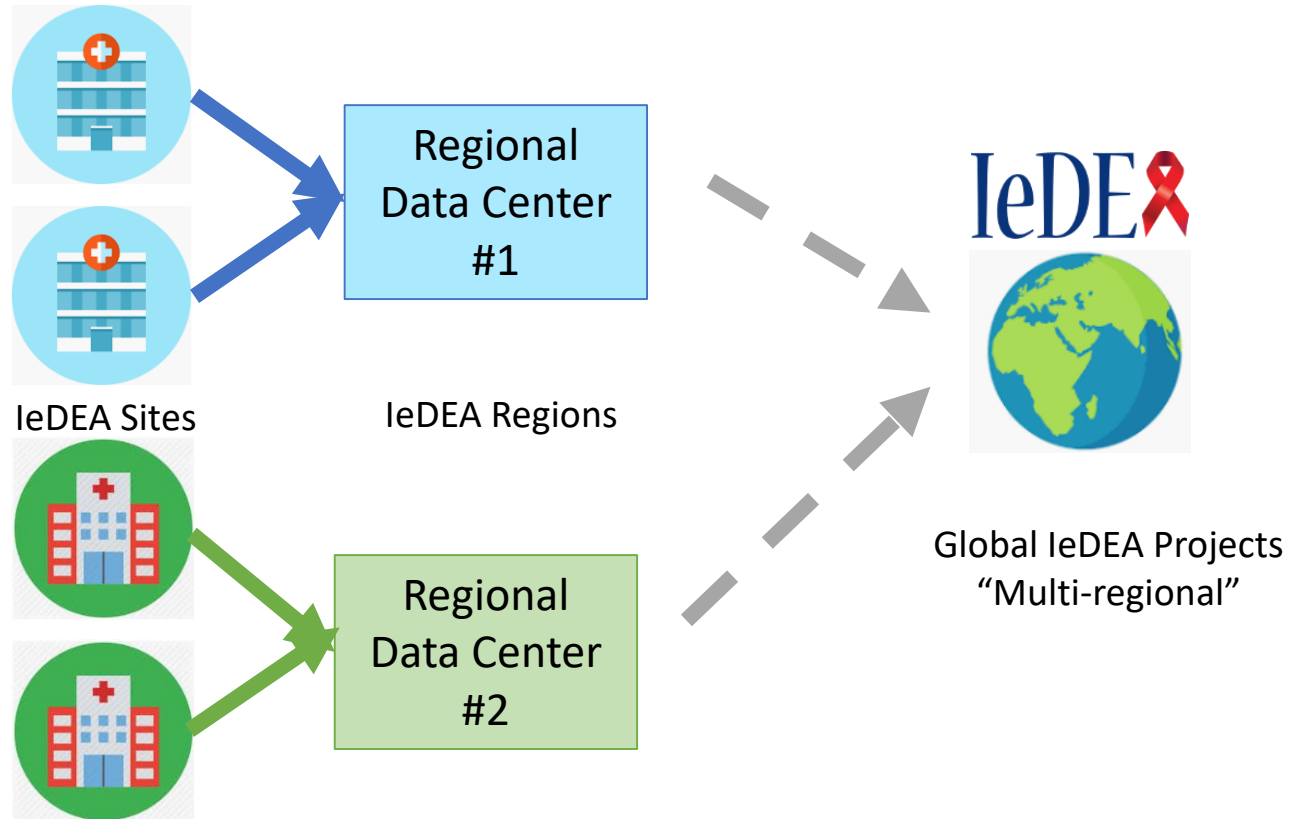 Regional
Data Center
#1
IeDEA
IeDEA Sites
IeDEA Regions
Regional
Data Center
#2
Global IeDEA Projects
“Multi-regional”